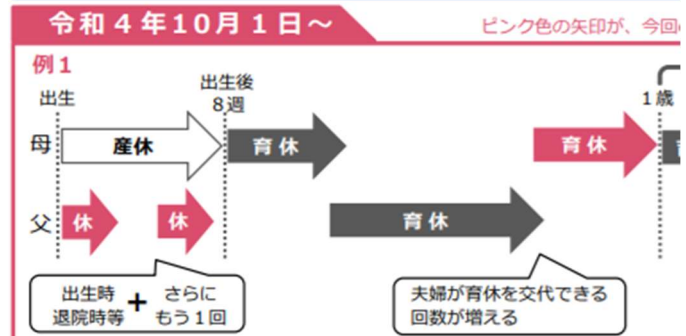 令和４年10月１日～
ピンク色の矢印が、今回
例１
出生
出生後
8週
1歳
母
産休
育休
育休
父
休
休
育休
出生時
退院時等
＋
さらに
もう１回
夫婦が育休を交代できる
回数が増える